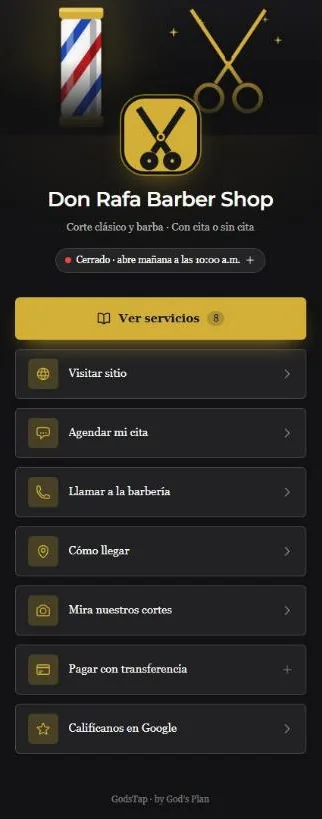 Don Rafa Barber Shop
Corte clásico y barba · Con cita o sin cita
Cerrado · abre mañana a las 10:00 a.m. +
Ver servicios 8
Visitar sitio
Agendar mi cita
Llamar a la barbería
Cómo llegar
Mira nuestros cortes
Pagar con transferencia
Califícanos en Google
GodsTap · by God's Plan